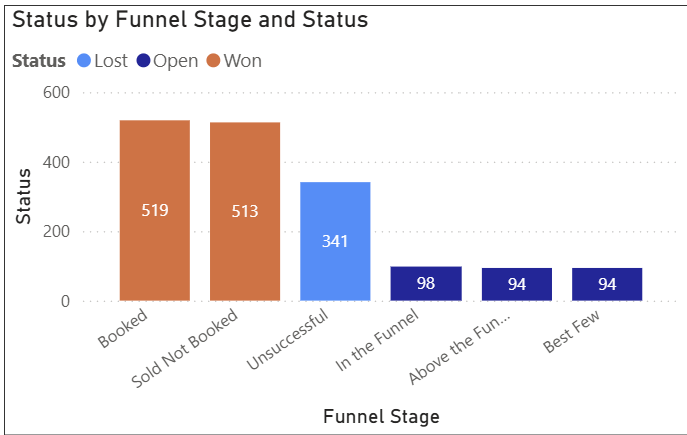 Status by Funnel Stage and Status
Status Lost Open Won
600
400
200
0
Status
519
513
341
98
94
94
Booked
Sold Not Booked
Unsuccessful
In the Funnel
Above the Fun...
Best Few
Funnel Stage